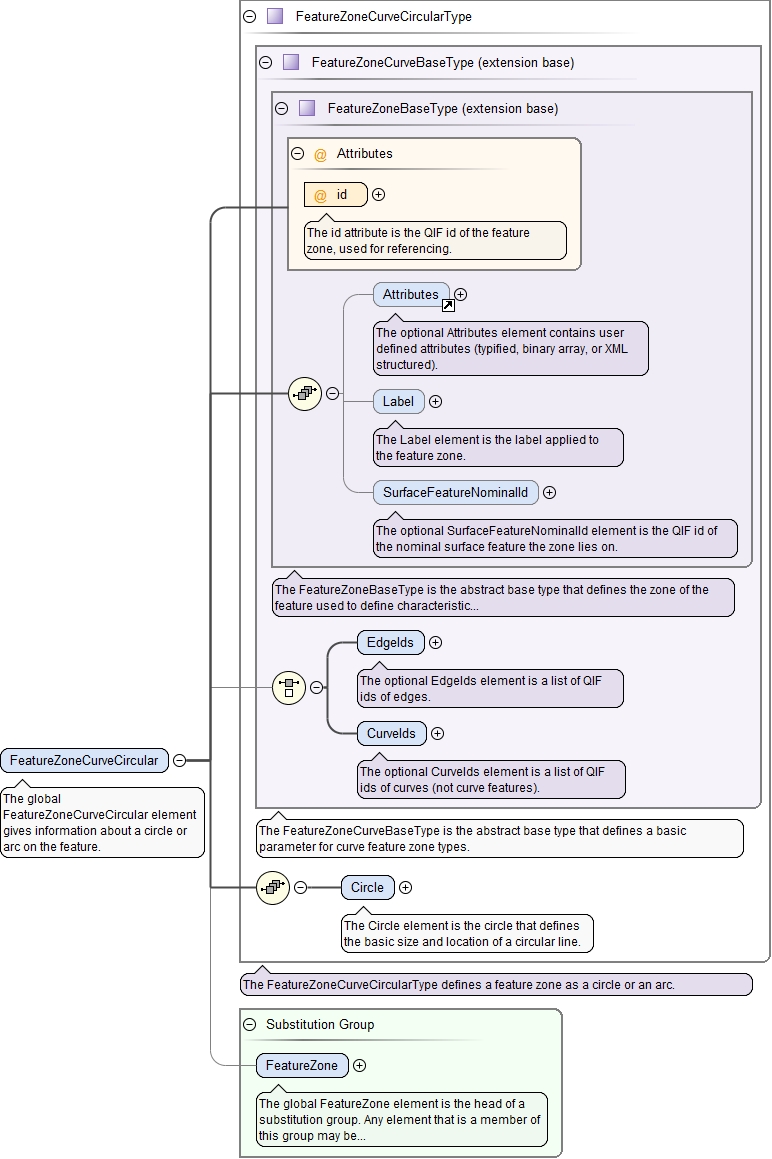 FeatureZoneCurveCircularType
FeatureZoneCurveBaseType (extension base)
FeatureZoneBaseType (extension base)
@ Attributes
@ id
The id attribute is the QIF id of the feature
zone, used for referencing.
Attributes
The optional Attributes element contains user
defined attributes (typified, binary array, or XML
structured).
Label
The Label element is the label applied to
the feature zone.
SurfaceFeatureNominalId
The optional SurfaceFeatureNominalId element is the QIF id of
the nominal surface feature the zone lies on.
The FeatureZoneBaseType is the abstract base type that defines the zone of the
feature used to define characteristic...
EdgeIds
The optional EdgeIds element is a list of QIF
ids of edges.
CurveIds
The optional CurveIds element is a list of QIF
ids of curves (not curve features).
FeatureZoneCurveCircular
The global
FeatureZoneCurveCircular element
gives information about a circle or
arc on the feature.
The FeatureZoneCurveBaseType is the abstract base type that defines a basic
parameter for curve feature zone types.
Circle
The Circle element is the circle that defines
the basic size and location of a circular line.
The FeatureZoneCurveCircularType defines a feature zone as a circle or an arc.
Substitution Group
FeatureZone
The global FeatureZone element is the head of a
substitution group. Any element that is a member of
this group may be...